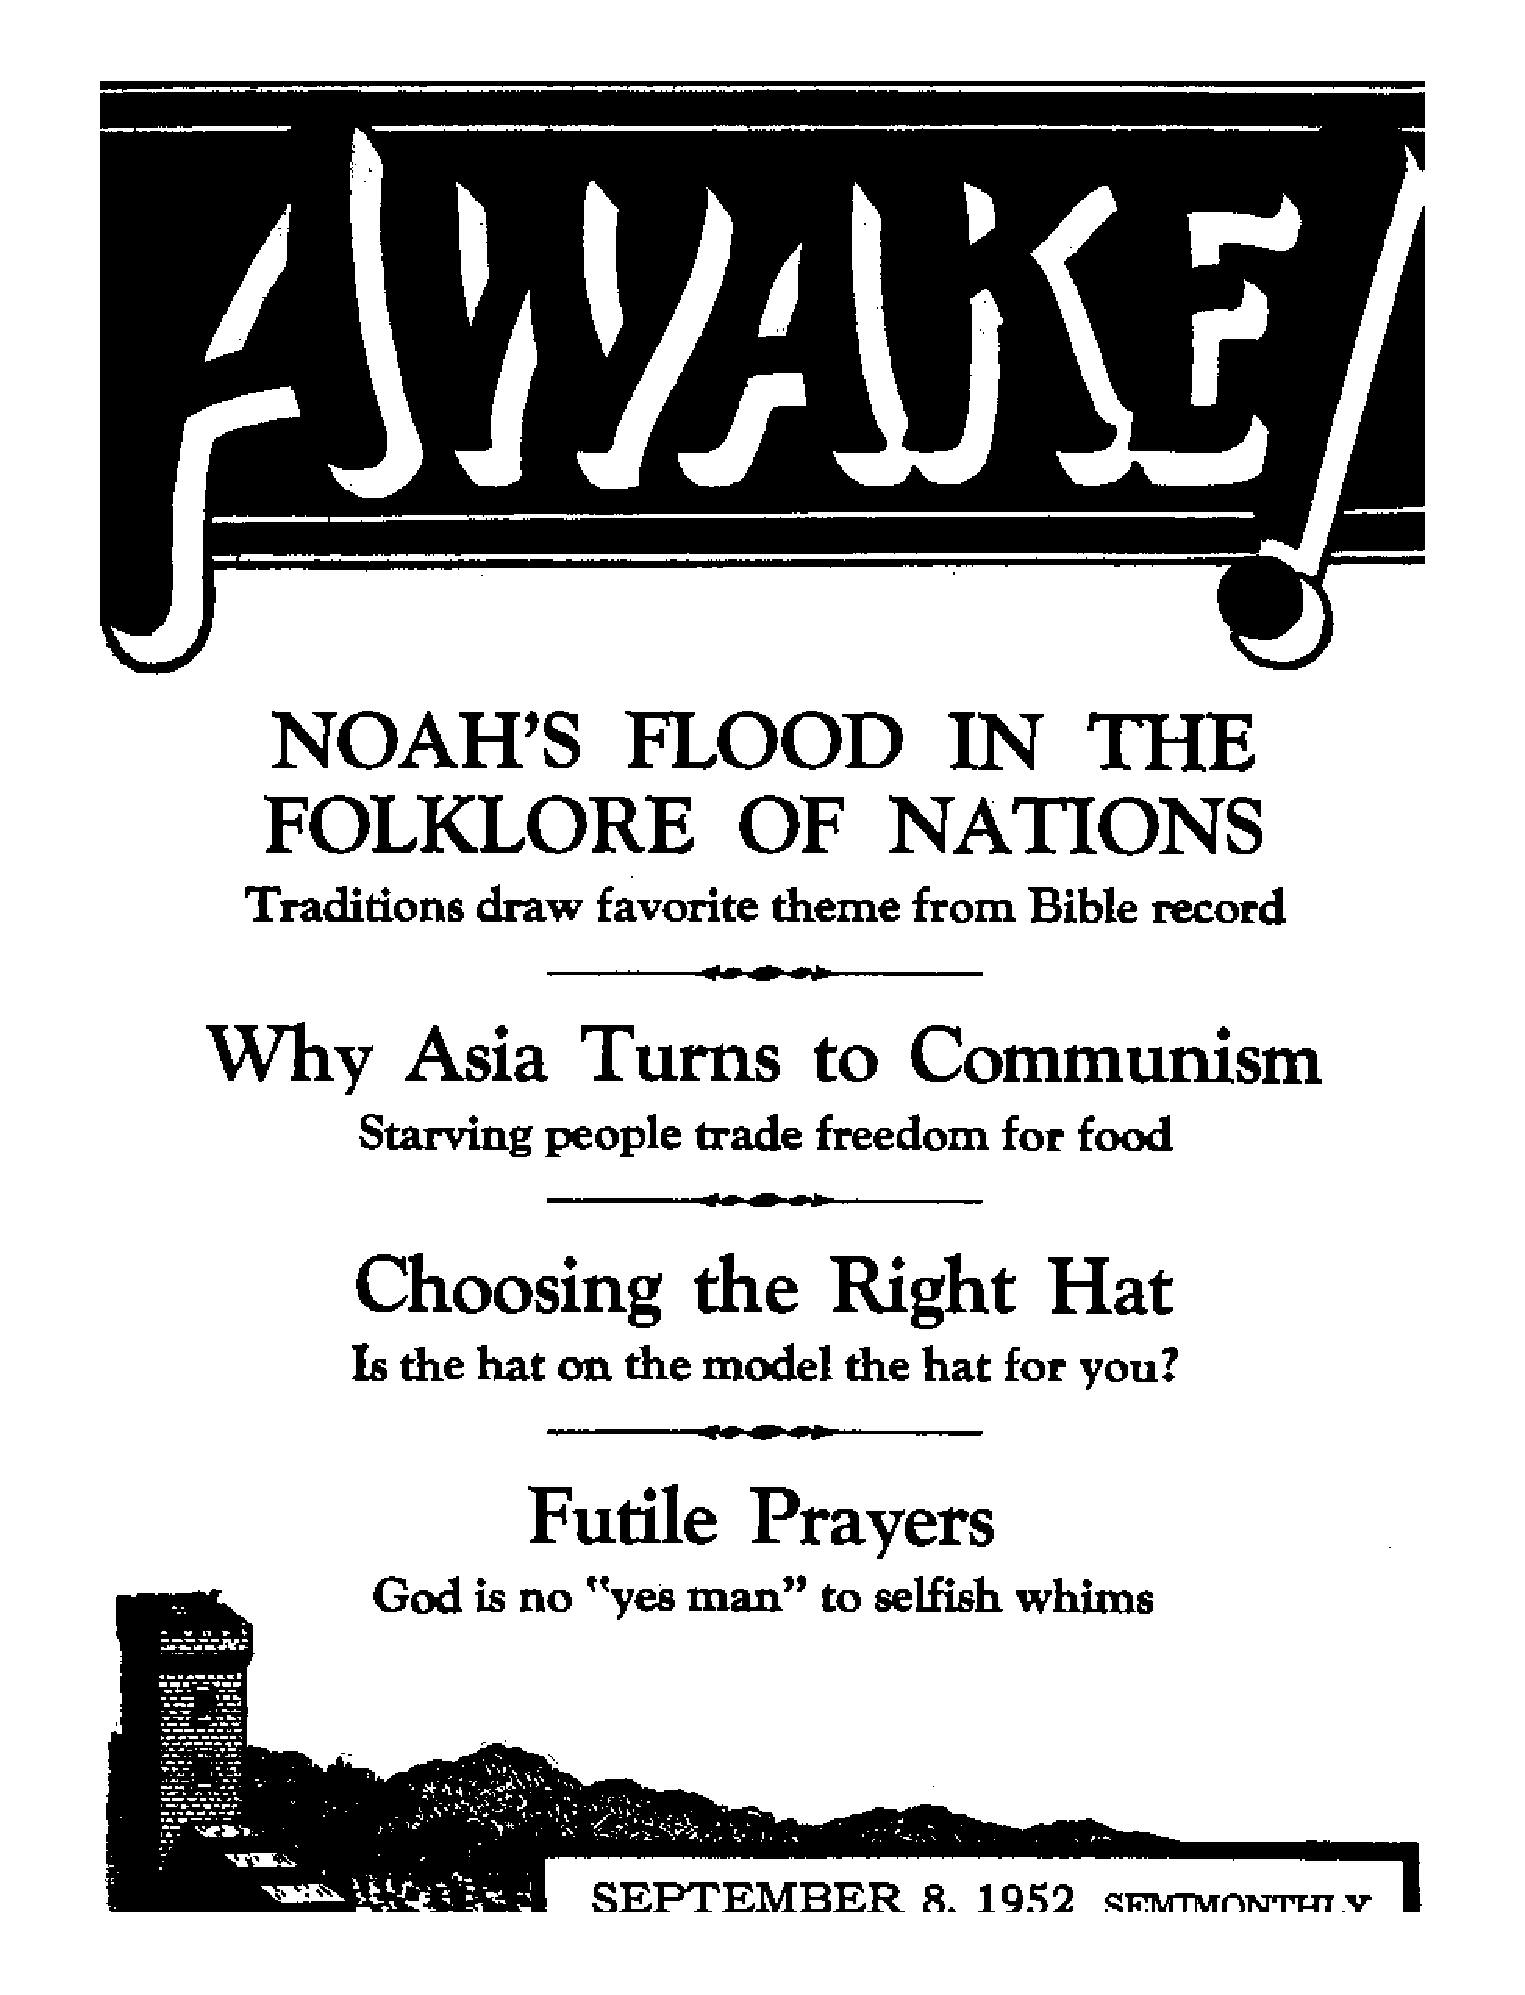 AWAKE!
NOAH'S FLOOD IN THE
FOLKLORE OF NATIONS
Traditions draw favorite theme from Bible record
Why Asia Turns to Communism
Starving people trade freedom for food
Choosing the Right Hat
Is the hat on the model the hat for you?
Futile Prayers
God is no "yes man" to selfish whims
SEPTEMBER 8, 1952 SEMIMONTHLY